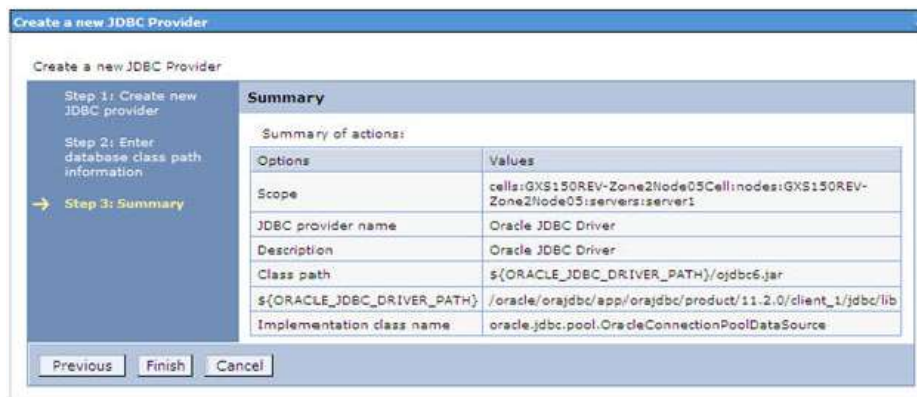 Create a new JDBC Provider
Create a new JDBC Provider
Step 1: Create new
JDBC provider
Step 2: Enter
database class path
information
Step 3: Summary
Summary
Summary of actions:
Options Values
Scope cells:GXS150REV-Zone2Node05Cell:nodes:GXS150REV-
Zone2Node05:servers:server1
JDBC provider name Oracle JDBC Driver
Description Oracle JDBC Driver
Class path ${ORACLE_JDBC_DRIVER_PATH}/ojdbc6.jar
${ORACLE_JDBC_DRIVER_PATH} /oracle/orajdbc/app/orajdbc/product/11.2.0/client_1/jdbc/lib
Implementation class name oracle.jdbc.pool.OracleConnectionPoolDataSource
Previous Finish Cancel